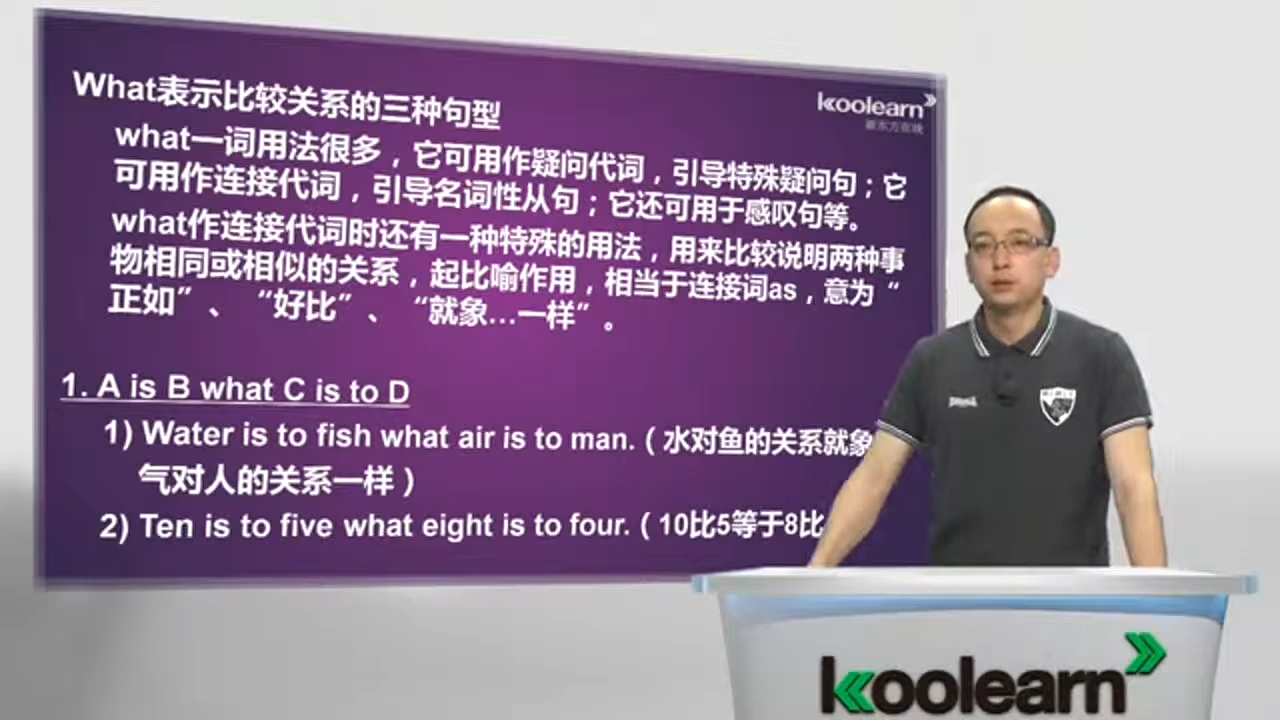 What表示比较关系的三种句型
koolearn
新东方在线
what一词用法很多，它可用作疑问代词，引导特殊疑问句；它
可用作连接代词，引导名词性从句；它还可用于感叹句等。
what作连接代词时还有一种特殊的用法，用来比较说明两种事
物相同或相似的关系，起比喻作用，相当于连接词as，意为“
正如”、“好比”、“就象...一样”。
1. A is B what C is to D
1) Water is to fish what air is to man.（水对鱼的关系就象
气对人的关系一样）
2) Ten is to five what eight is to four.（10比5等于8比
koolearn